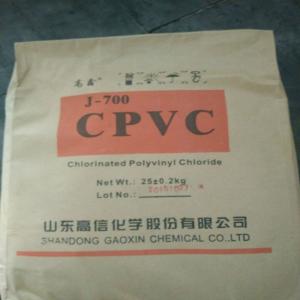 高鑫
J-700
CPVC
Chlorinated Polyvinyl Chloride
Net Wt.: 25±0.2kg
Lot No.:
山东高信化学股份有限公司
SHANDONG GAOXIN CHEMICAL CO.,LTD